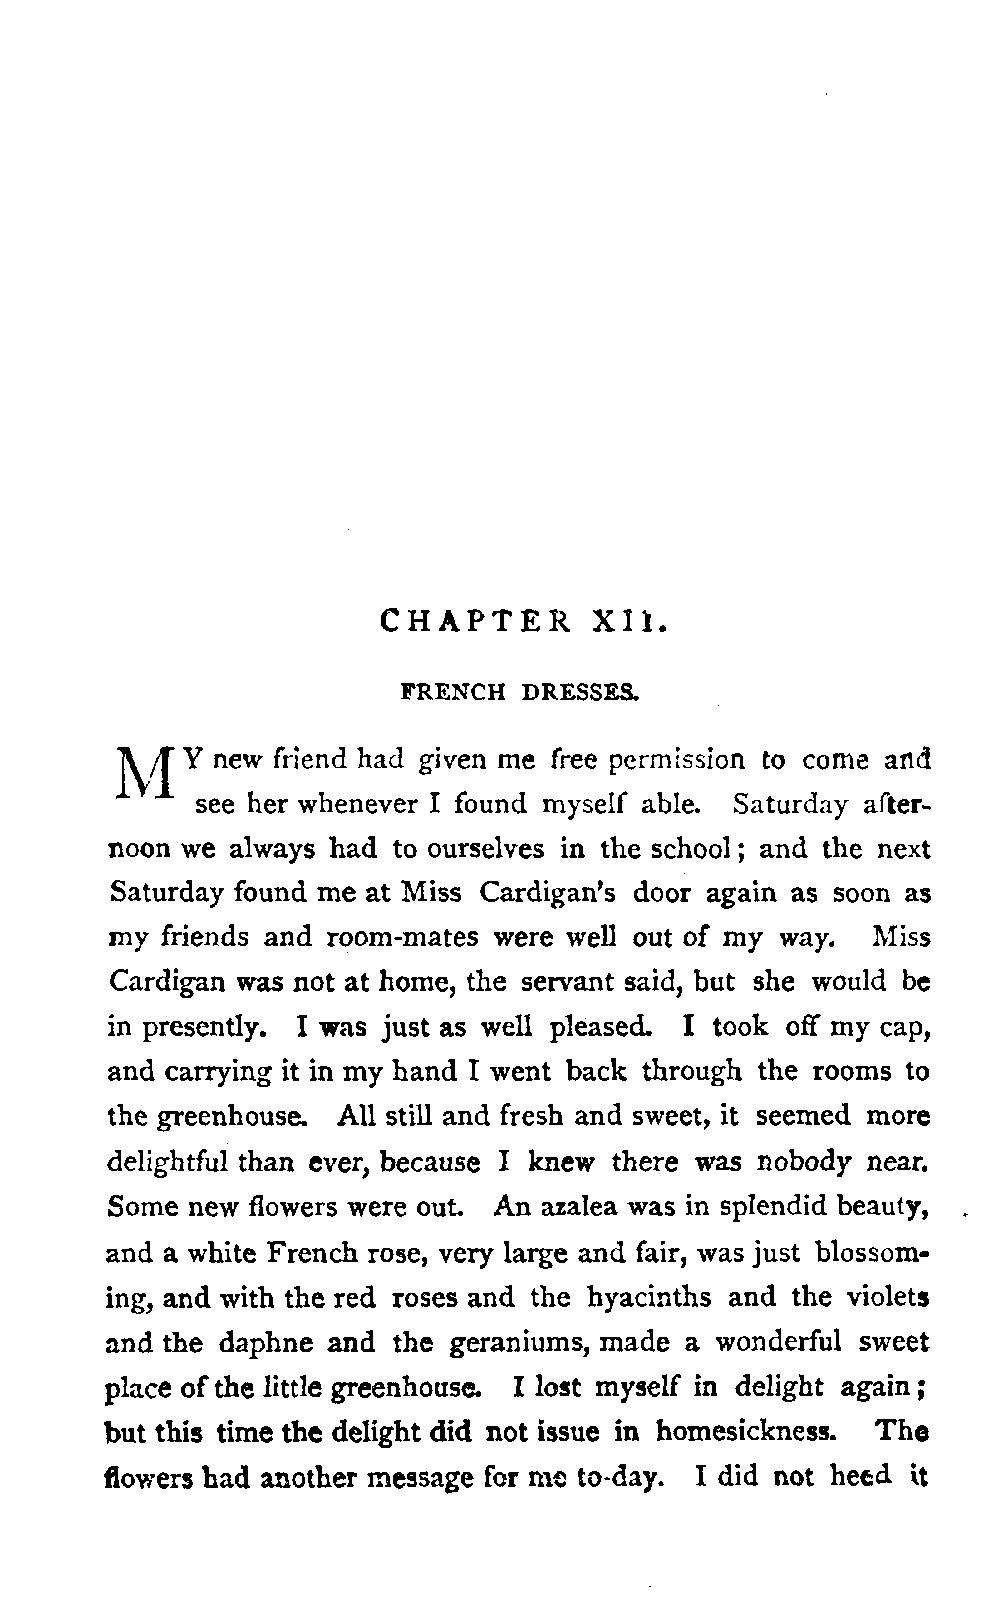 CHAPTER XII.
FRENCH DRESSES.
MY new friend had given me free permission to come and
see her whenever I found myself able. Saturday after-
noon we always had to ourselves in the school; and the next
Saturday found me at Miss Cardigan's door again as soon as
my friends and room-mates were well out of my way. Miss
Cardigan was not at home, the servant said, but she would be
in presently. I was just as well pleased. I took off my cap,
and carrying it in my hand I went back through the rooms to
the greenhouse. All still and fresh and sweet, it seemed more
delightful than ever, because I knew there was nobody near.
Some new flowers were out. An azalea was in splendid beauty,
and a white French rose, very large and fair, was just blossom-
ing, and with the red roses and the hyacinths and the violets
and the daphne and the geraniums, made a wonderful sweet
place of the little greenhouse. I lost myself in delight again;
but this time the delight did not issue in homesickness. The
flowers had another message for me to-day. I did not heed it